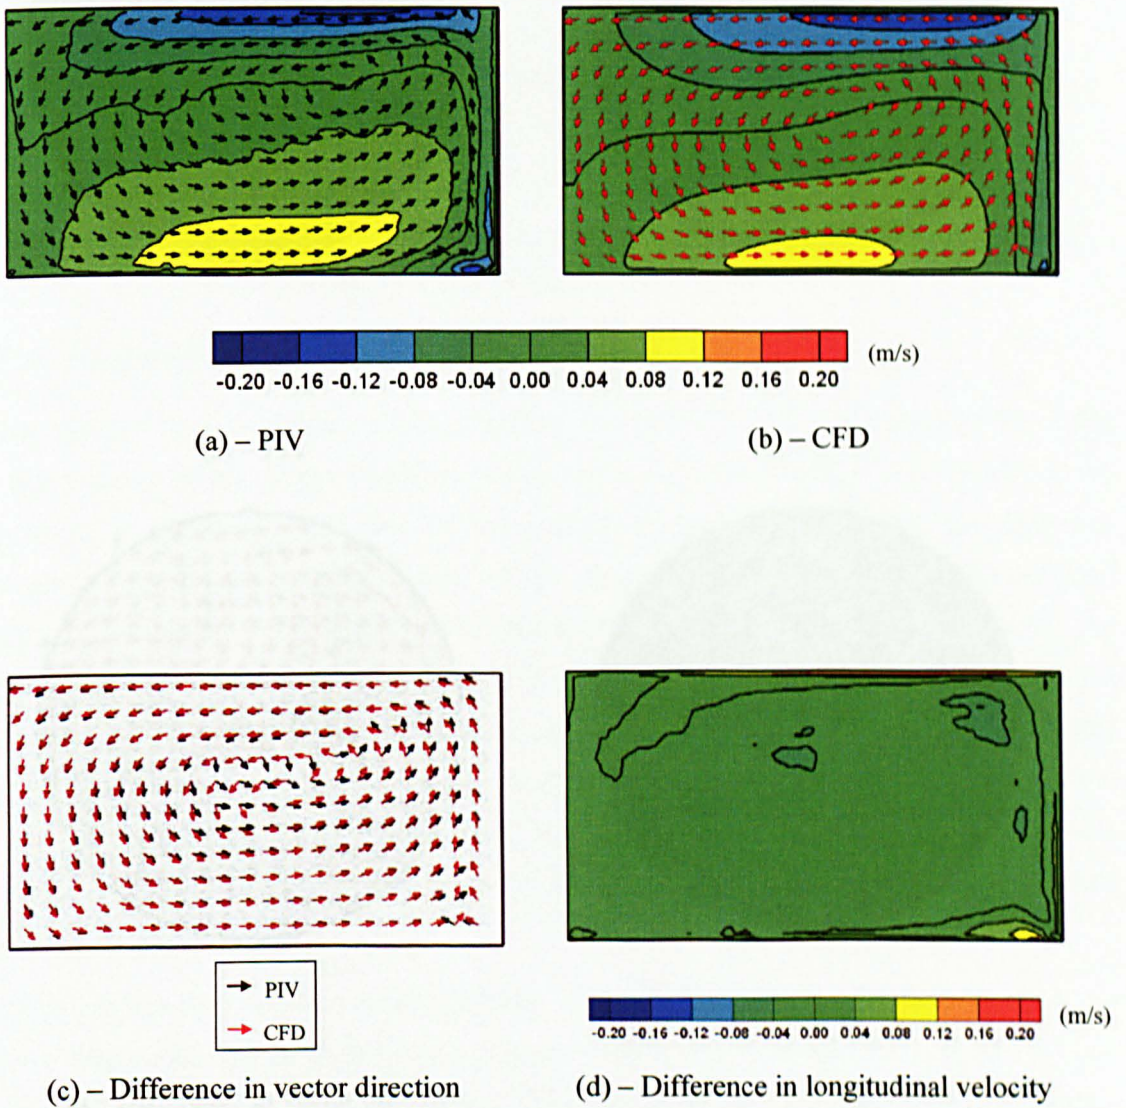 -0.20 -0.16 -0.12 -0.08 -0.04 0.00 0.04 0.08 0.12 0.16 0.20 (m/s)
(a) – PIV
(b) – CFD
PIV
CFD
-0.20 -0.16 -0.12 -0.08 -0.04 0.00 0.04 0.08 0.12 0.16 0.20 (m/s)
(c) – Difference in vector direction
(d) – Difference in longitudinal velocity